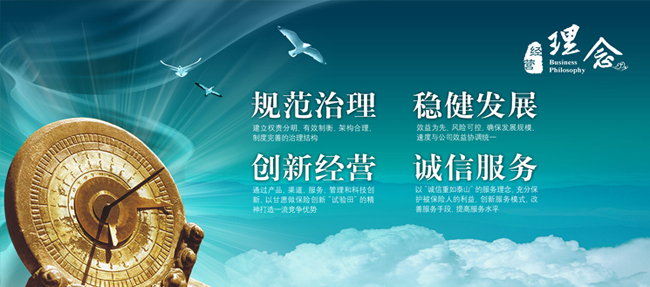 经营
理念
Business
Philosophy
规范治理
建立权责分明，有效制衡，架构合理，
制度完善的治理结构
稳健发展
效益为先，风险可控，确保发展规模、
速度与公司效益协调统一
创新经营
通过产品、渠道、服务、管理和科技创
新，以甘愿做保险创新“试验田”的精
神打造一流竞争优势
诚信服务
以“诚信重如泰山”的服务理念，充分保
护被保险人的利益，创新服务模式，改
善服务手段，提高服务水平